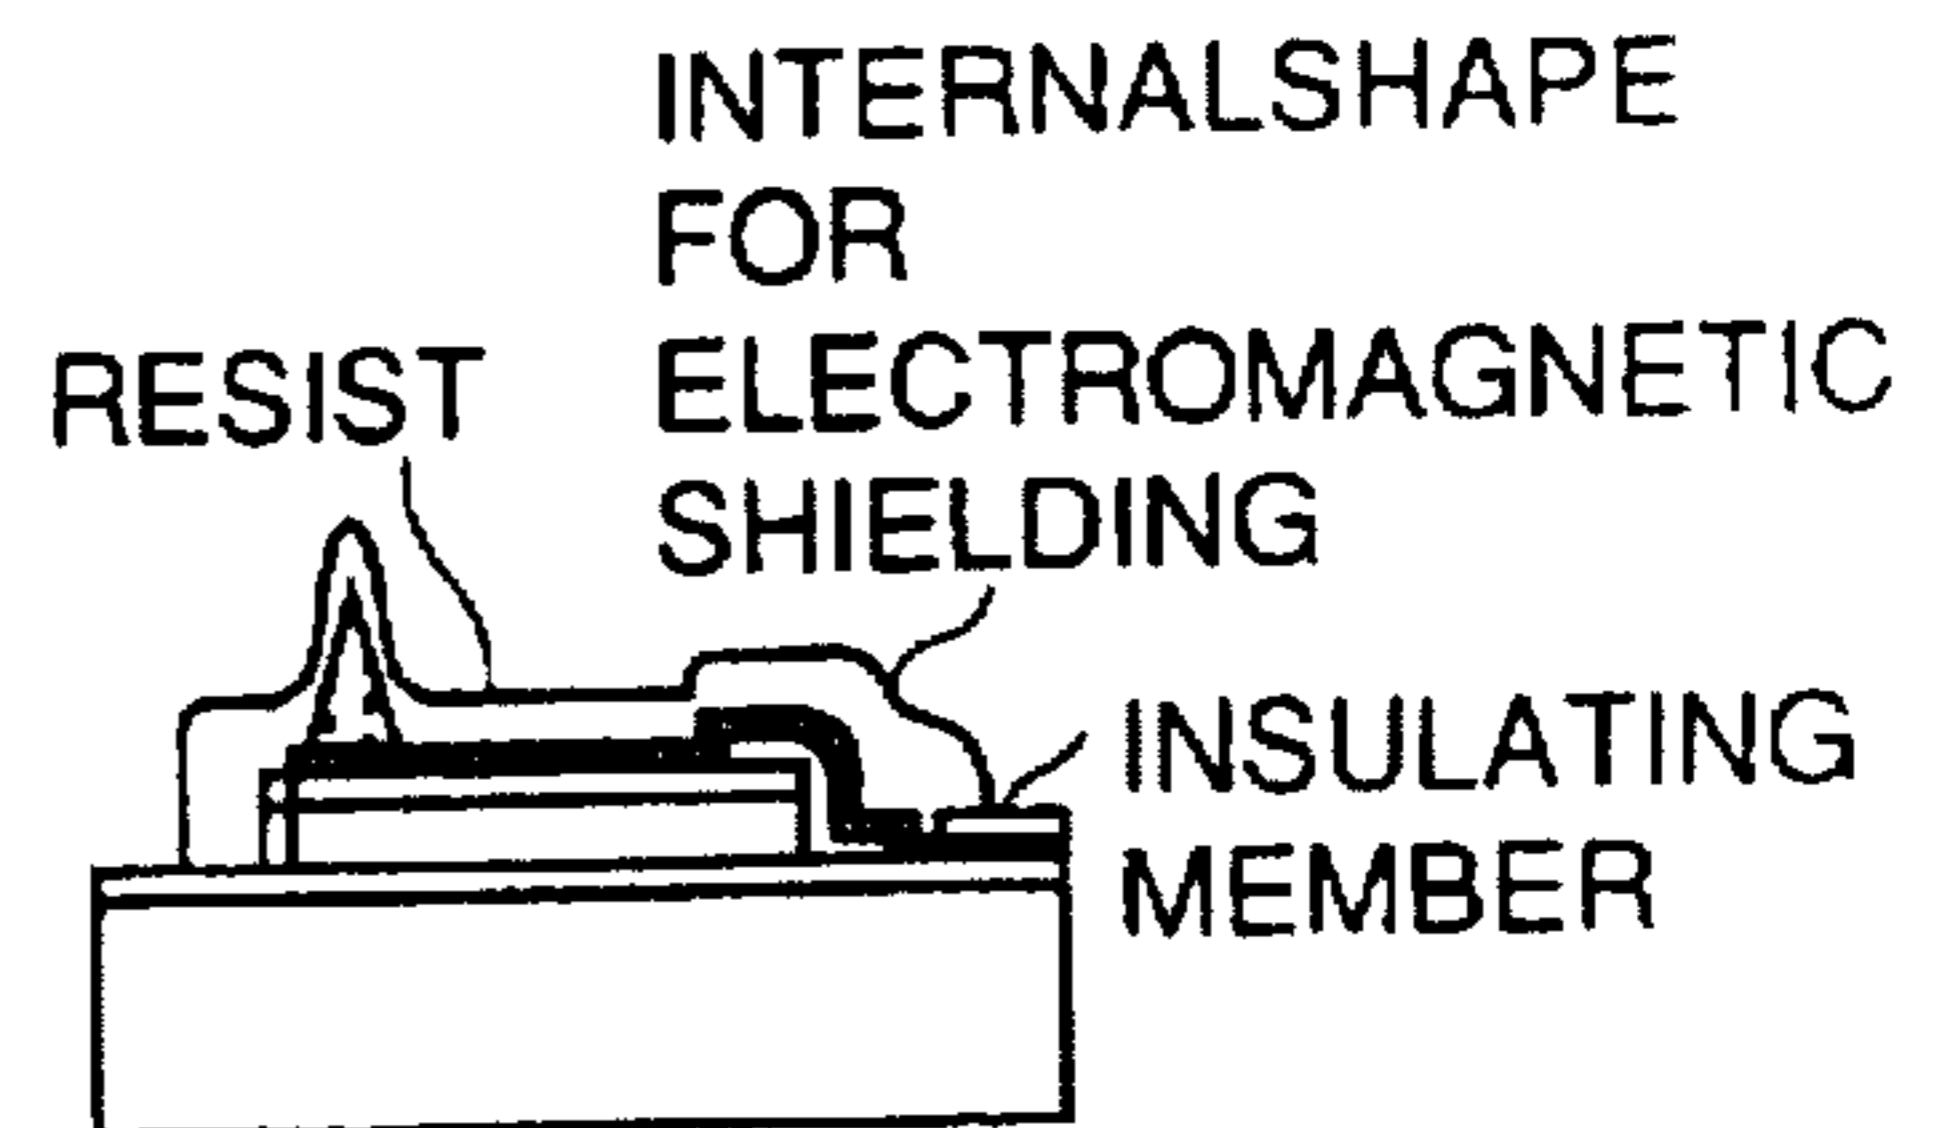 INTERNALSHAPE
FOR
ELECTROMAGNETIC
SHIELDING
RESIST
INSULATING
MEMBER